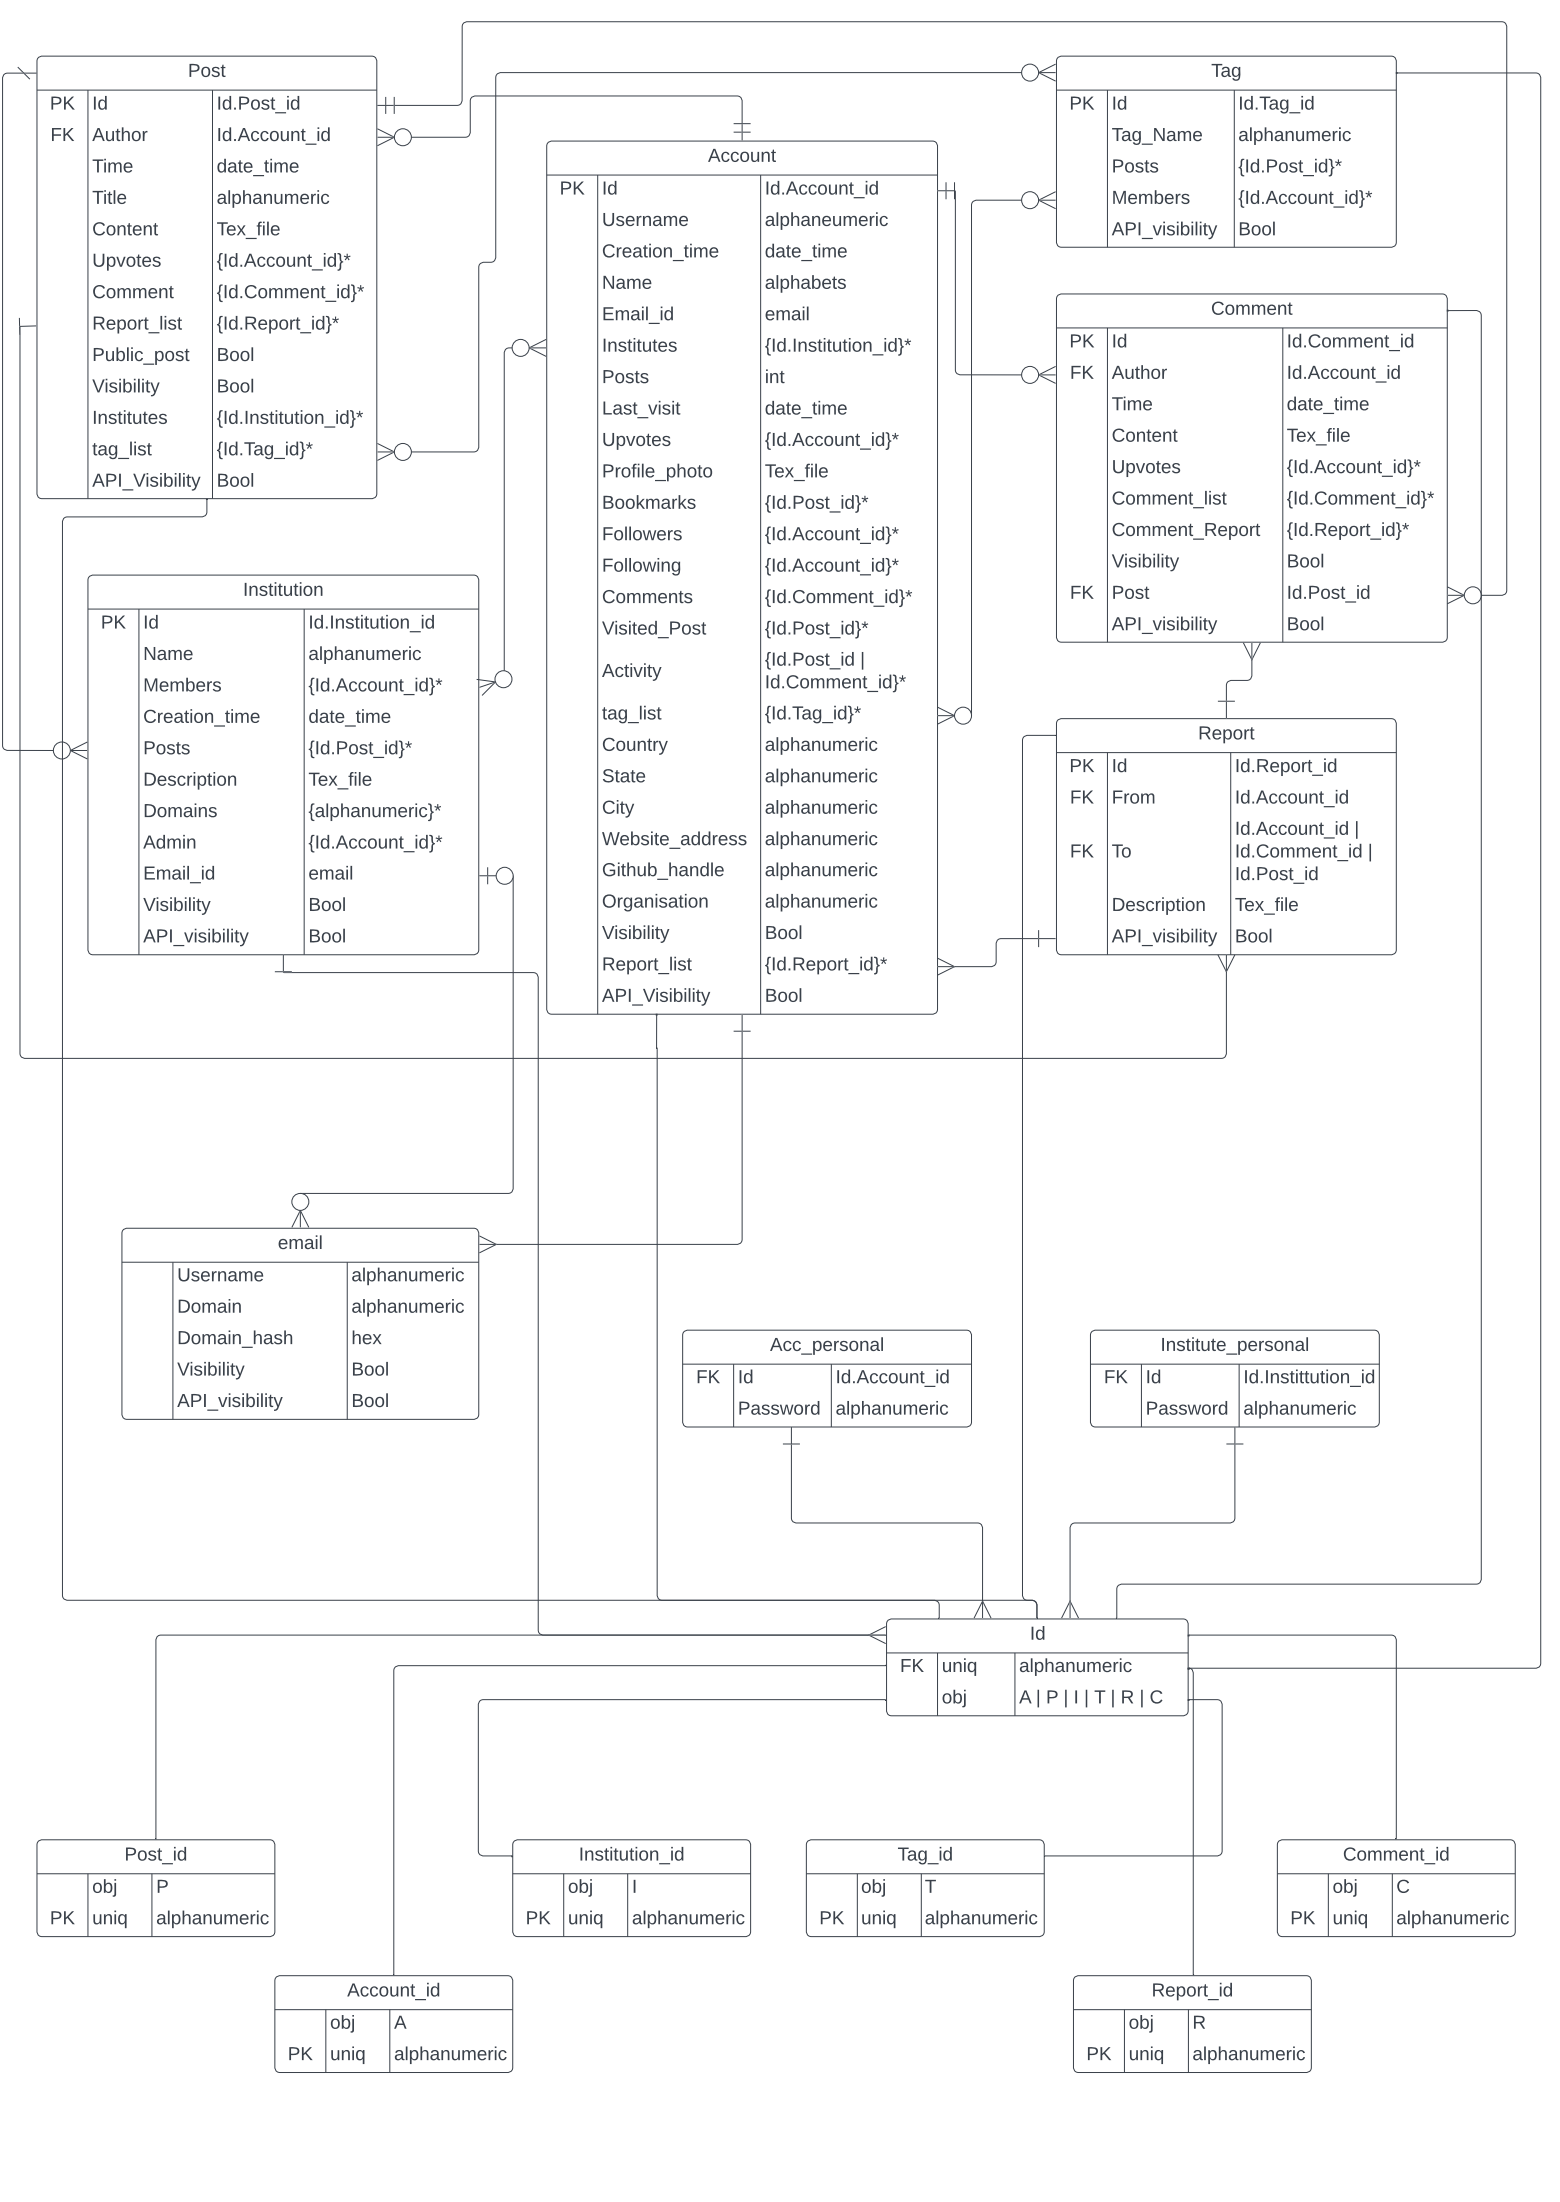 Post
PK Id Id.Post_id
FK Author Id.Account_id
Time date_time
Title alphanumeric
Content Tex_file
Upvotes {Id.Account_id}*
Comment {Id.Comment_id}*
Report_list {Id.Report_id}*
Public_post Bool
Visibility Bool
Institutes {Id.Institution_id}*
tag_list {Id.Tag_id}*
API_Visibility Bool
Tag
PK Id Id.Tag_id
Tag_Name alphanumeric
Posts {Id.Post_id}*
Members {Id.Account_id}*
API_visibility Bool
Account
PK Id Id.Account_id
Username alphaneumeric
Creation_time date_time
Name alphabets
Email_id email
Institutes {Id.Institution_id}*
Posts int
Last_visit date_time
Upvotes {Id.Account_id}*
Profile_photo Tex_file
Bookmarks {Id.Post_id}*
Followers {Id.Account_id}*
Following {Id.Account_id}*
Comments {Id.Comment_id}*
Visited_Post {Id.Post_id}*
Activity {Id.Post_id |
Id.Comment_id}*
tag_list {Id.Tag_id}*
Country alphanumeric
State alphanumeric
City alphanumeric
Website_address alphanumeric
Github_handle alphanumeric
Organisation alphanumeric
Visibility Bool
Report_list {Id.Report_id}*
API_Visibility Bool
Comment
PK Id Id.Comment_id
FK Author Id.Account_id
Time date_time
Content Tex_file
Upvotes {Id.Account_id}*
Comment_list {Id.Comment_id}*
Comment_Report {Id.Report_id}*
Visibility Bool
FK Post Id.Post_id
API_visibility Bool
Institution
PK Id Id.Institution_id
Name alphanumeric
Members {Id.Account_id}*
Creation_time date_time
Posts {Id.Post_id}*
Description Tex_file
Domains {alphanumeric}*
Admin {Id.Account_id}*
Email_id email
Visibility Bool
API_visibility Bool
Report
PK Id Id.Report_id
FK From Id.Account_id
FK To Id.Account_id |
Id.Comment_id |
Id.Post_id
Description Tex_file
API_visibility Bool
email
Username alphanumeric
Domain alphanumeric
Domain_hash hex
Visibility Bool
API_visibility Bool
Acc_personal
FK Id Id.Account_id
Password alphanumeric
Institute_personal
FK Id Id.Instittution_id
Password alphanumeric
Id
FK uniq alphanumeric
obj A | P | I | T | R | C
Post_id
obj P
PK uniq alphanumeric
Institution_id
obj I
PK uniq alphanumeric
Tag_id
obj T
PK uniq alphanumeric
Comment_id
obj C
PK uniq alphanumeric
Account_id
obj A
PK uniq alphanumeric
Report_id
obj R
PK uniq alphanumeric